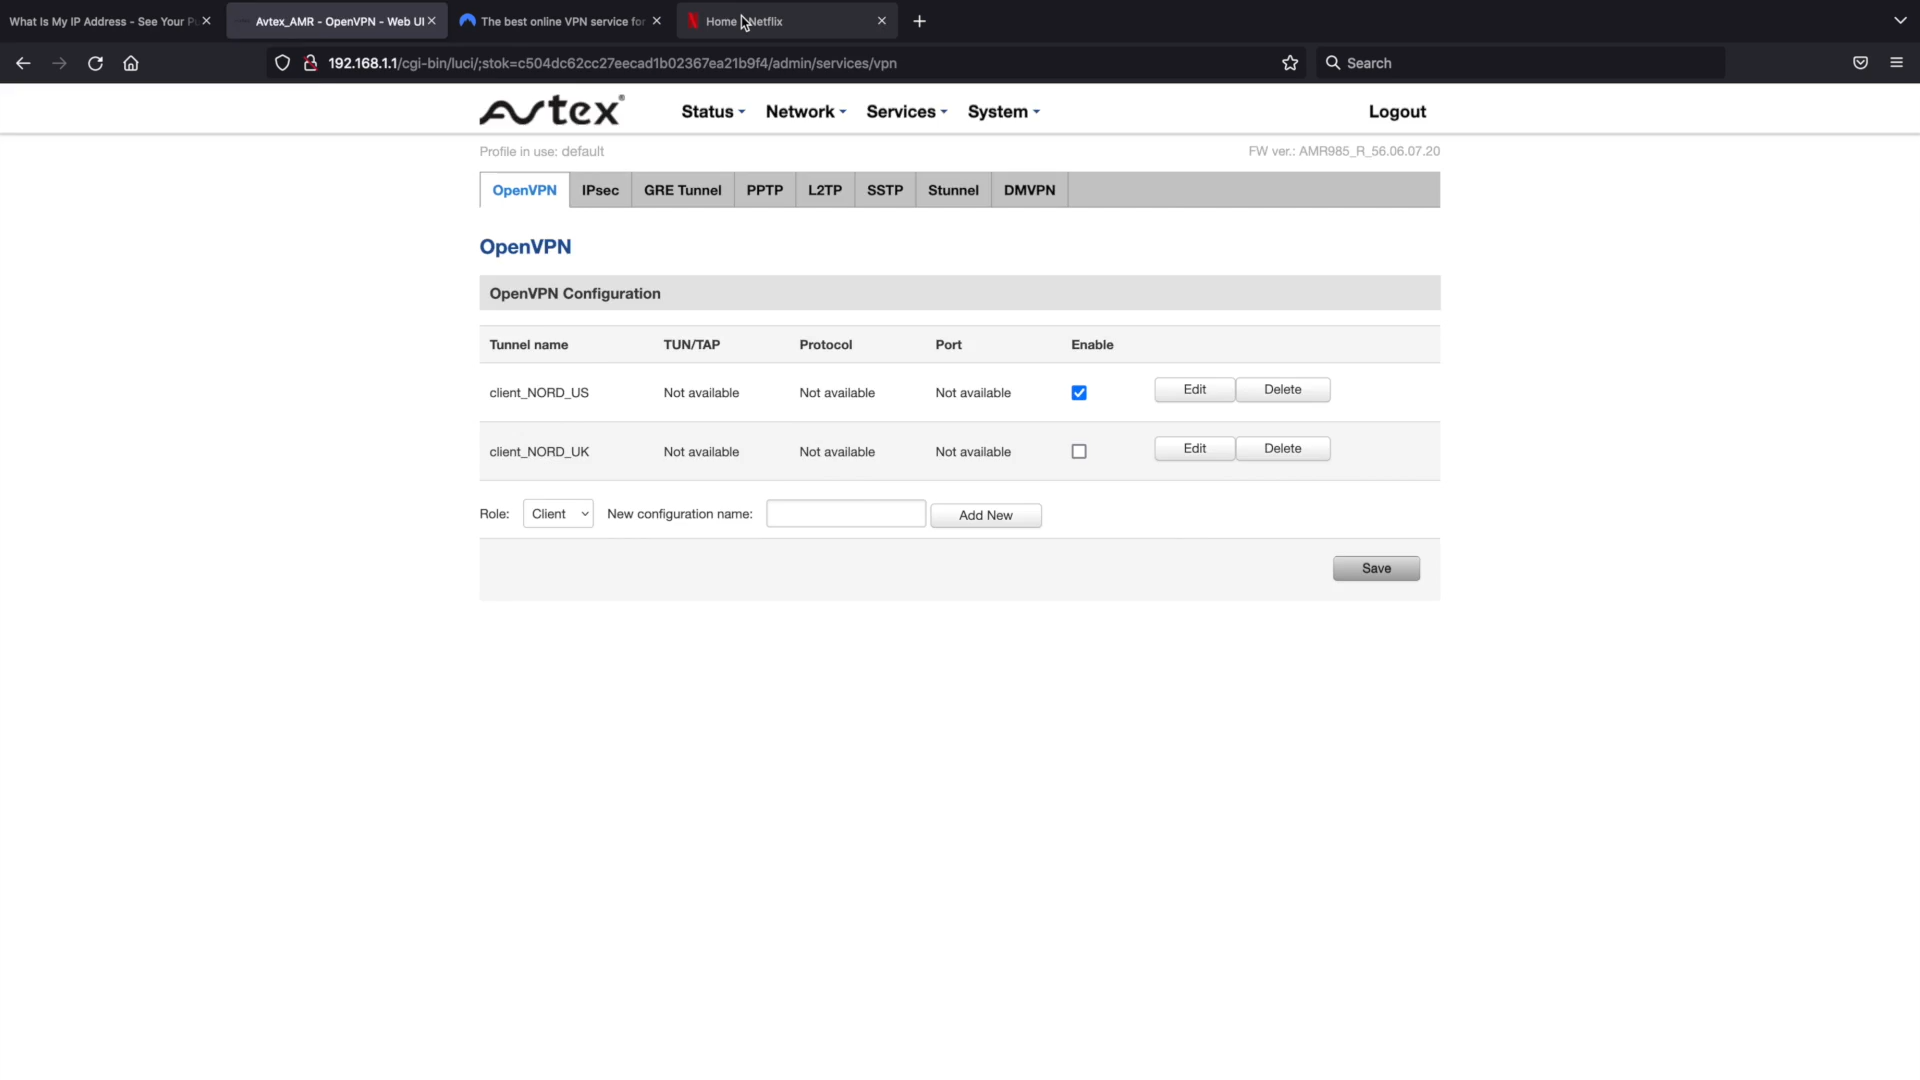 What Is My IP Address - See Your Pu
Avtex_AMR - OpenVPN - Web UI
The best online VPN service for
Home Netflix
192.168.1.1/cgi-bin/luci/;stok=c504dc62cc27eecad1b02367ea21b9f4/admin/services/vpn
Search
Avtex®
Status
Network
Services
System
Logout
Profile in use: default
FW ver.: AMR985_R_56.06.07.20
OpenVPN
IPsec
GRE Tunnel
PPTP
L2TP
SSTP
Stunnel
DMVPN
OpenVPN
OpenVPN Configuration
Tunnel name TUN/TAP Protocol Port Enable
client_NORD_US Not available Not available Not available Edit Delete
client_NORD_UK Not available Not available Not available Edit Delete
Role: Client New configuration name: Add New
Save